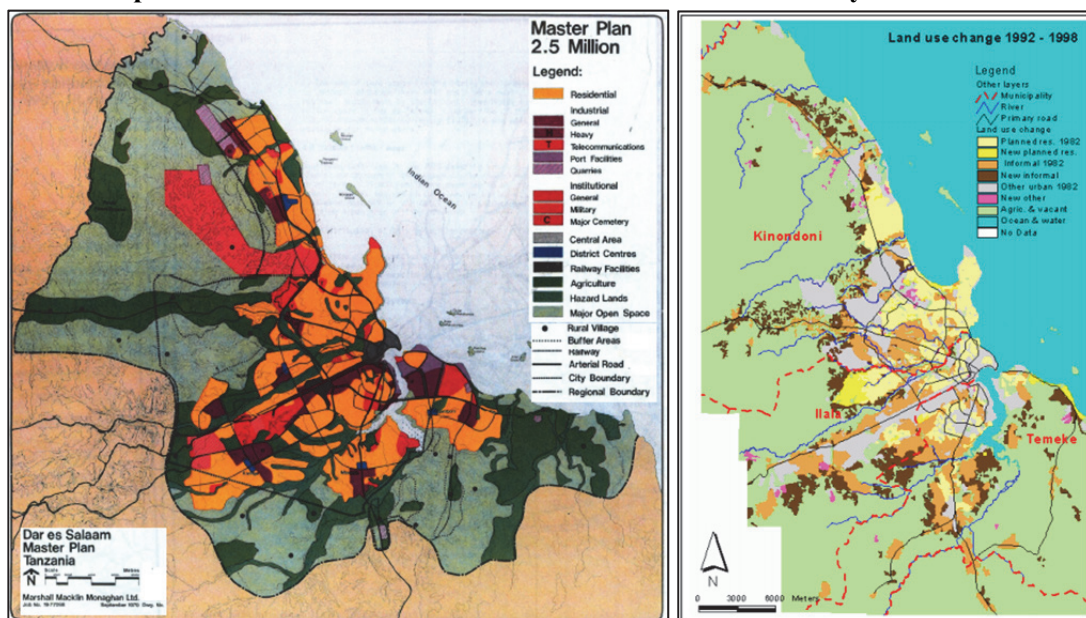 Master Plan
2.5 Million
Legend:
Residential
Industrial
General
Heavy
T Telecommunications
Port Facilities
Quarries
Institutional
General
Military
C Major Cemetery
Central Area
District Centres
Railway Facilities
Agriculture
Hazard Lands
Major Open Space
Rural Village
Buffer Areas
Railway
Arterial Road
City Boundary
Regional Boundary
Indian Ocean
Dar es Salaam
Master Plan
Tanzania
N
Marshall Macklin Monaghan Ltd.
Land use change 1992 - 1998
Legend
Other layers
Municipality
River
Primary road
Land use change
Planned res. 1982
New planned res.
Informal 1982
New informal
Other urban 1982
New other
Agric. & vacant
Ocean & water
No Data
Kinondoni
Ilala
Temeke
N
0 3000 6000 Meters